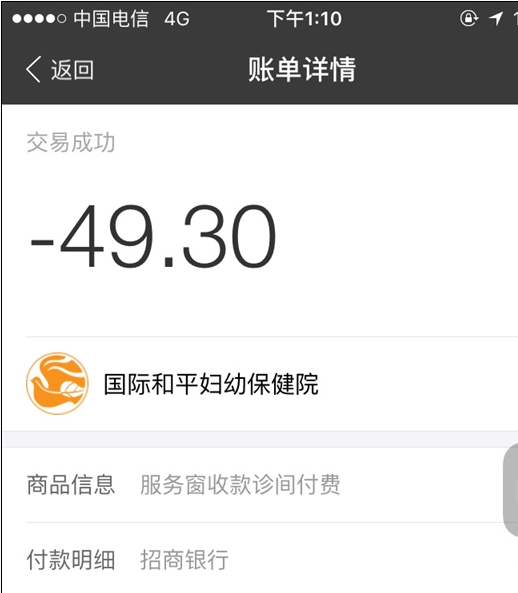 中国电信 4G 下午1:10 1
返回 账单详情
交易成功
-49.30
国际和平妇幼保健院
商品信息 服务窗收款诊间付费
付款明细 招商银行